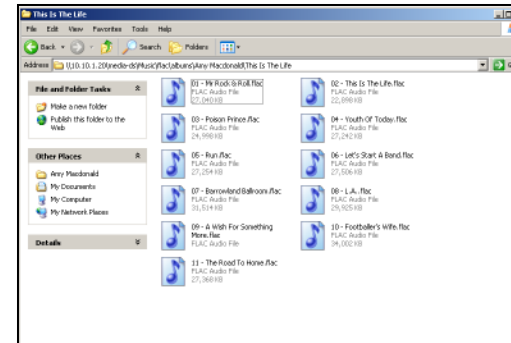 This Is The Life
File Edit View Favorites Tools Help
Back Search Folders
Address \\10.10.1.20\media-ds\Music\flac\albums\Amy Macdonald\This Is The Life
File and Folder Tasks
Make a new folder
Publish this folder to the
Web
Other Places
Amy Macdonald
My Documents
My Computer
My Network Places
Details
01 - Mr Rock & Roll.flac
FLAC Audio File
27,040 KB
02 - This Is The Life.flac
FLAC Audio File
22,898 KB
03 - Poison Prince.flac
FLAC Audio File
24,998 KB
04 - Youth Of Today.flac
FLAC Audio File
27,242 KB
05 - Run.flac
FLAC Audio File
27,254 KB
06 - Let's Start A Band.flac
FLAC Audio File
27,506 KB
07 - Barrowland Ballroom.flac
FLAC Audio File
31,514 KB
08 - L.A..flac
FLAC Audio File
29,925 KB
09 - A Wish For Something
More.flac
FLAC Audio File
10 - Footballer's Wife.flac
FLAC Audio File
34,002 KB
11 - The Road To Home.flac
FLAC Audio File
27,368 KB